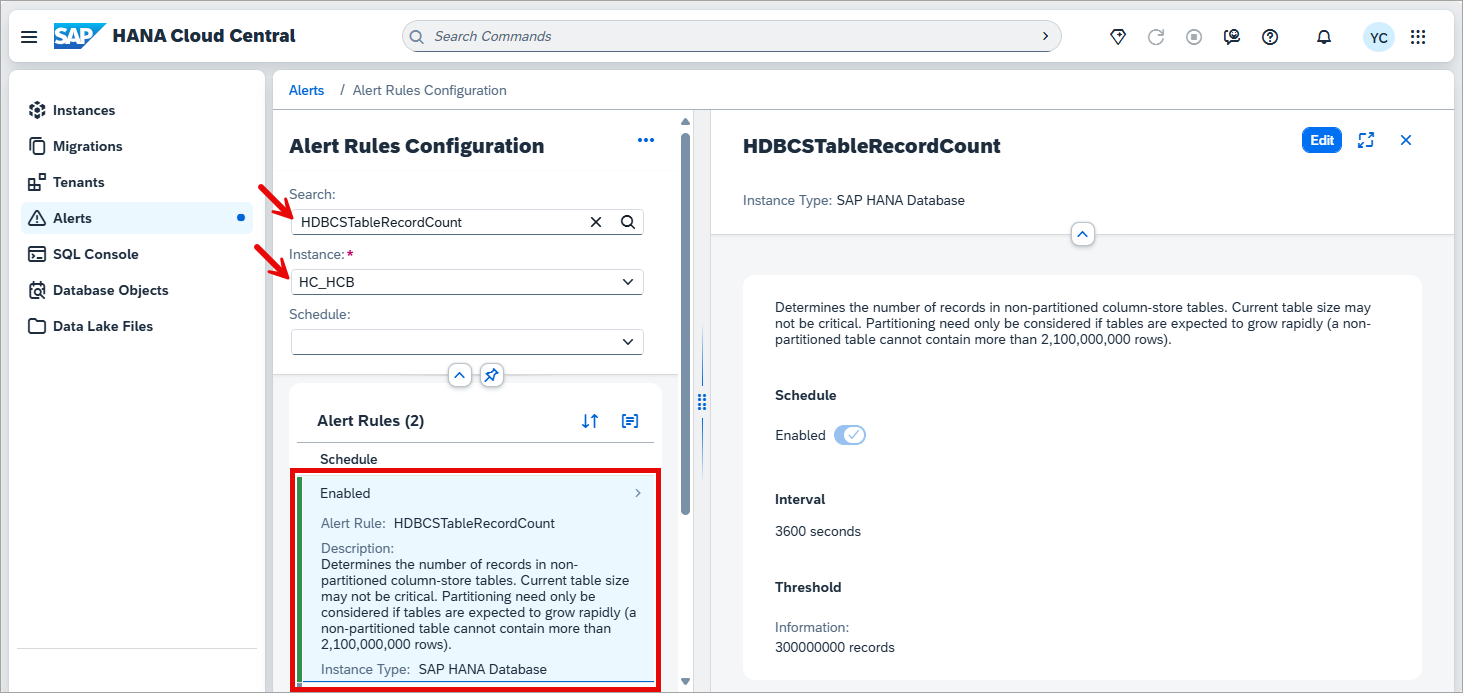 SAP HANA Cloud Central
Search Commands
YC
Instances
Migrations
Tenants
Alerts
SQL Console
Database Objects
Data Lake Files
Alerts / Alert Rules Configuration
Alert Rules Configuration
Search:
HDBCSTableRecordCount
Instance: *
HC_HCB
Schedule:
Alert Rules (2)
Schedule
Enabled
Alert Rule: HDBCSTableRecordCount
Description:
Determines the number of records in non-
partitioned column-store tables. Current table size
may not be critical. Partitioning need only be
considered if tables are expected to grow rapidly (a
non-partitioned table cannot contain more than
2,100,000,000 rows).
Instance Type: SAP HANA Database
HDBCSTableRecordCount
Edit
Instance Type: SAP HANA Database
Determines the number of records in non-partitioned column-store tables. Current table size may
not be critical. Partitioning need only be considered if tables are expected to grow rapidly (a non-
partitioned table cannot contain more than 2,100,000,000 rows).
Schedule
Enabled
Interval
3600 seconds
Threshold
Information:
300000000 records